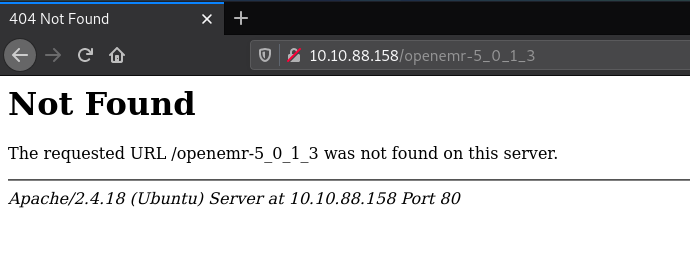 404 Not Found
10.10.88.158/openemr-5_0_1_3
Not Found
The requested URL /openemr-5_0_1_3 was not found on this server.
Apache/2.4.18 (Ubuntu) Server at 10.10.88.158 Port 80